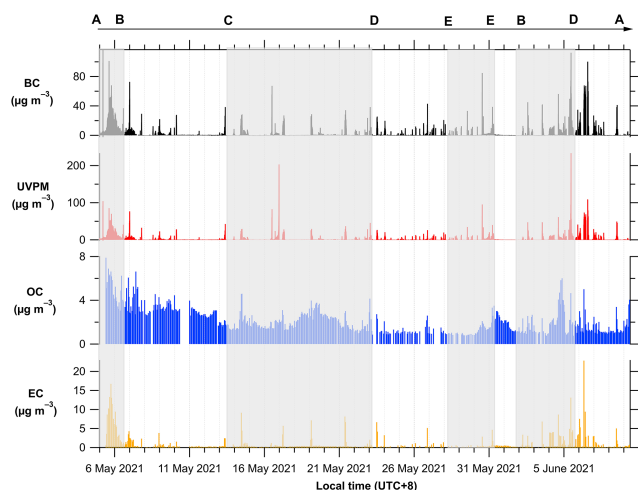 A B C D E E B D A
BC
(µg m⁻³)
80
40
0
UVPM
(µg m⁻³)
200
100
0
OC
(µg m⁻³)
8
4
0
EC
(µg m⁻³)
20
15
10
5
0
6 May 2021 11 May 2021 16 May 2021 21 May 2021 26 May 2021 31 May 2021 5 June 2021
Local time (UTC+8)